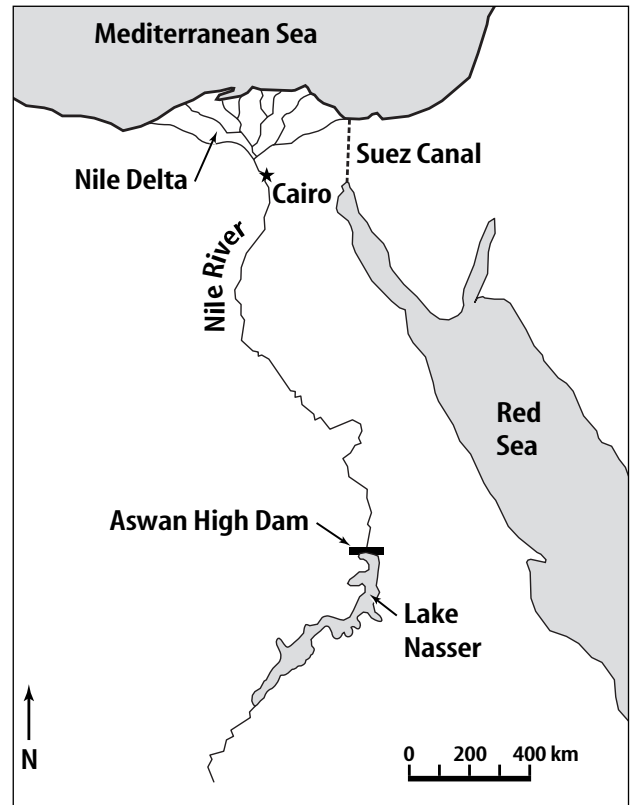 Mediterranean Sea
Suez Canal
Nile Delta
Cairo
Nile River
Red
Sea
Aswan High Dam
Lake
Nasser
N
0 200 400 km